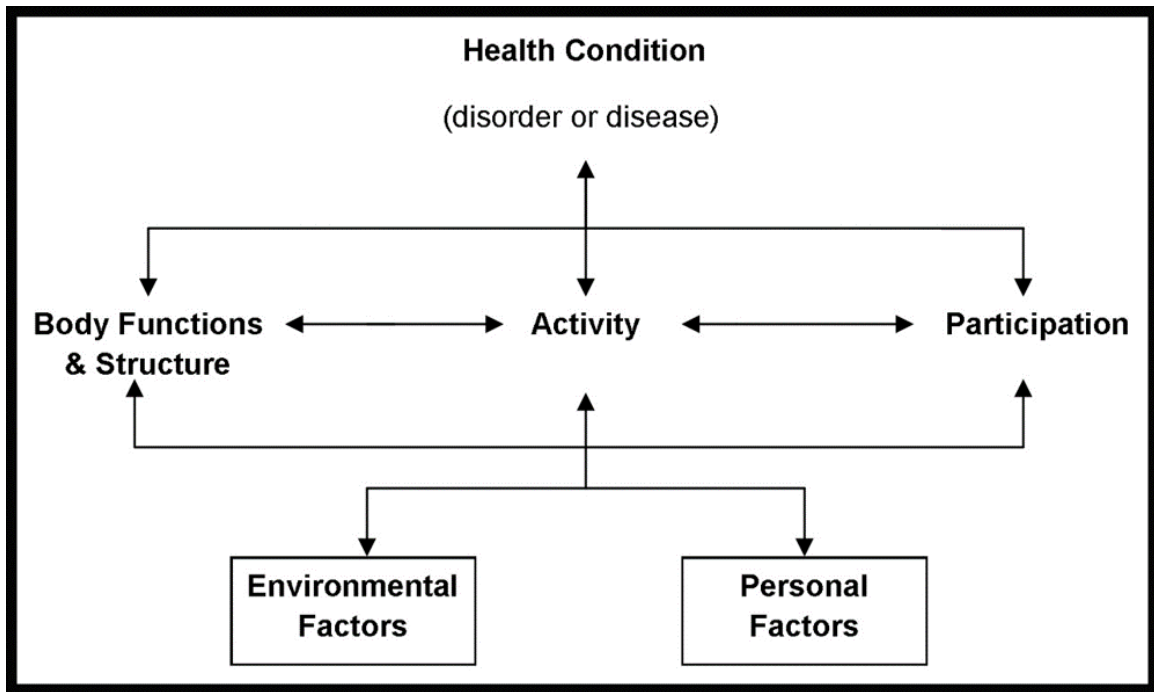 Health Condition
(disorder or disease)
Body Functions
& Structure
Activity
Participation
Environmental
Factors
Personal
Factors